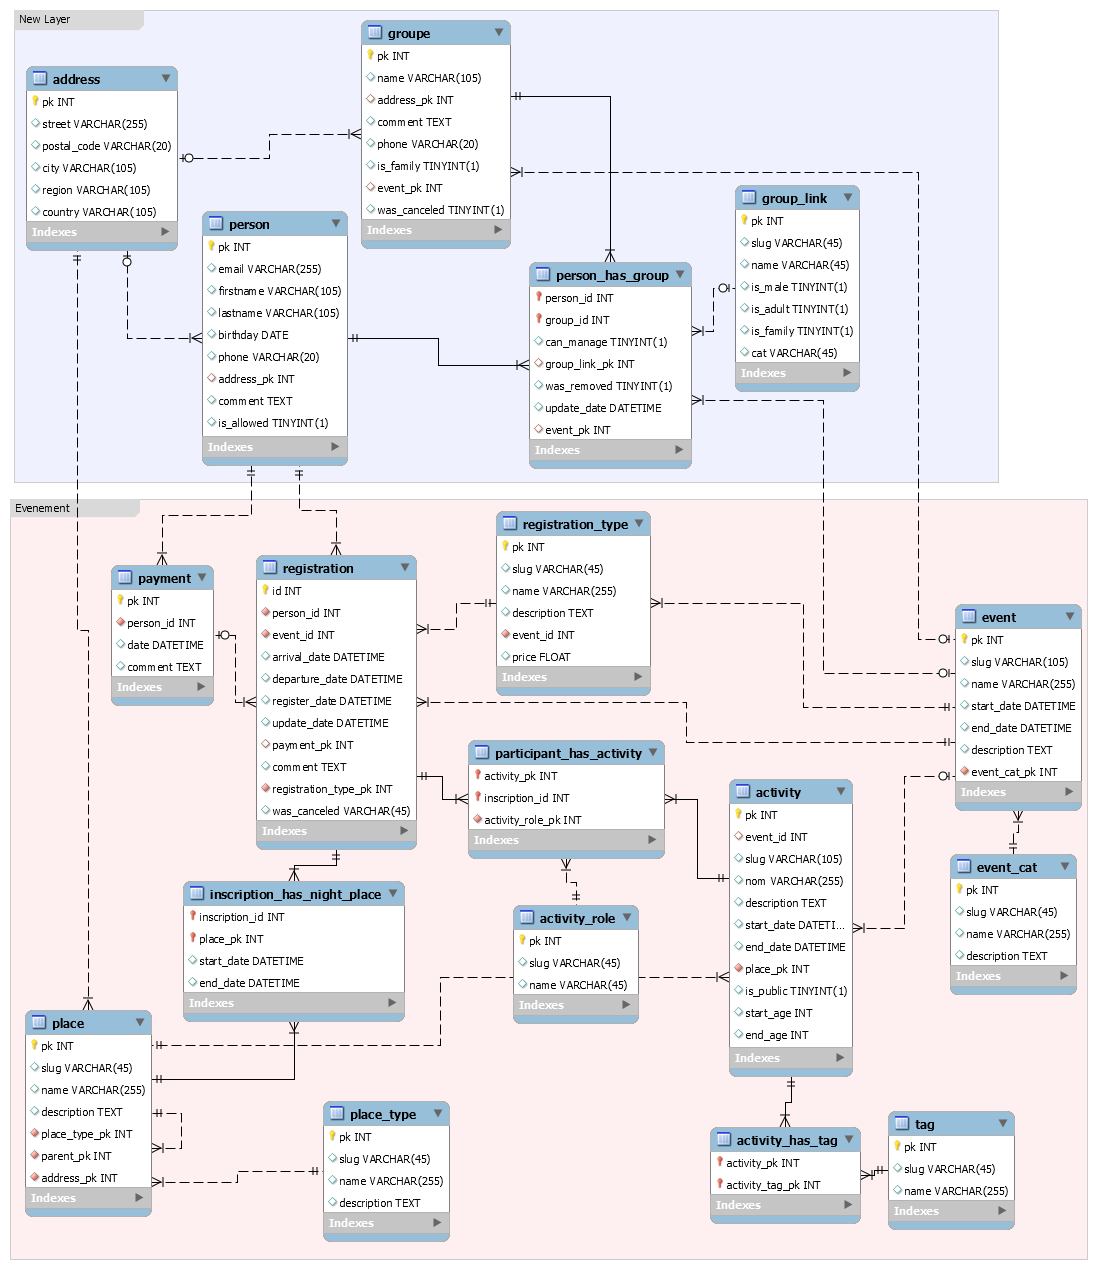 New Layer
groupe
pk INT
name VARCHAR(105)
address_pk INT
comment TEXT
phone VARCHAR(20)
is_family TINYINT(1)
event_pk INT
was_canceled TINYINT(1)
Indexes
address
pk INT
street VARCHAR(255)
postal_code VARCHAR(20)
city VARCHAR(105)
region VARCHAR(105)
country VARCHAR(105)
Indexes
person
pk INT
email VARCHAR(255)
firstname VARCHAR(105)
lastname VARCHAR(105)
birthday DATE
phone VARCHAR(20)
address_pk INT
comment TEXT
is_allowed TINYINT(1)
Indexes
group_link
pk INT
slug VARCHAR(45)
name VARCHAR(45)
is_male TINYINT(1)
is_adult TINYINT(1)
is_family TINYINT(1)
cat VARCHAR(45)
Indexes
person_has_group
person_id INT
group_id INT
can_manage TINYINT(1)
group_link_pk INT
was_removed TINYINT(1)
update_date DATETIME
event_pk INT
Indexes
Evenement
registration_type
pk INT
slug VARCHAR(45)
name VARCHAR(255)
description TEXT
event_id INT
price FLOAT
Indexes
payment
pk INT
person_id INT
date DATETIME
comment TEXT
Indexes
registration
id INT
person_id INT
event_id INT
arrival_date DATETIME
departure_date DATETIME
register_date DATETIME
update_date DATETIME
payment_pk INT
comment TEXT
registration_type_pk INT
was_canceled VARCHAR(45)
Indexes
event
pk INT
slug VARCHAR(105)
name VARCHAR(255)
start_date DATETIME
end_date DATETIME
description TEXT
event_cat_pk INT
Indexes
participant_has_activity
activity_pk INT
inscription_id INT
activity_role_pk INT
Indexes
activity
pk INT
event_id INT
slug VARCHAR(105)
nom VARCHAR(255)
description TEXT
start_date DATETI...
end_date DATETIME
place_pk INT
is_public TINYINT(1)
start_age INT
end_age INT
Indexes
event_cat
pk INT
slug VARCHAR(45)
name VARCHAR(255)
description TEXT
Indexes
inscription_has_night_place
inscription_id INT
place_pk INT
start_date DATETIME
end_date DATETIME
Indexes
activity_role
pk INT
slug VARCHAR(45)
name VARCHAR(45)
Indexes
place
pk INT
slug VARCHAR(45)
name VARCHAR(255)
description TEXT
place_type_pk INT
parent_pk INT
address_pk INT
Indexes
place_type
pk INT
slug VARCHAR(45)
name VARCHAR(255)
description TEXT
Indexes
activity_has_tag
activity_pk INT
activity_tag_pk INT
Indexes
tag
pk INT
slug VARCHAR(45)
name VARCHAR(255)
Indexes